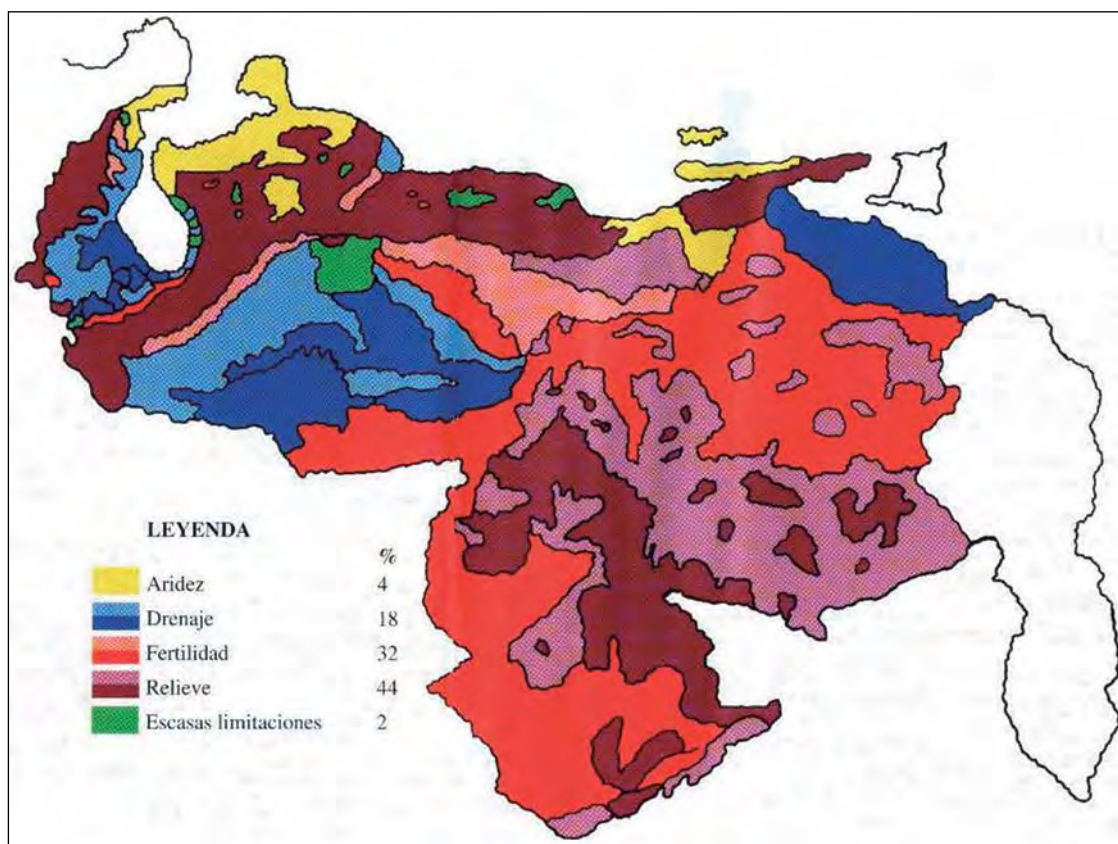 LEYENDA
%
Aridez 4
Drenaje 18
Fertilidad 32
Relieve 44
Escasas limitaciones 2